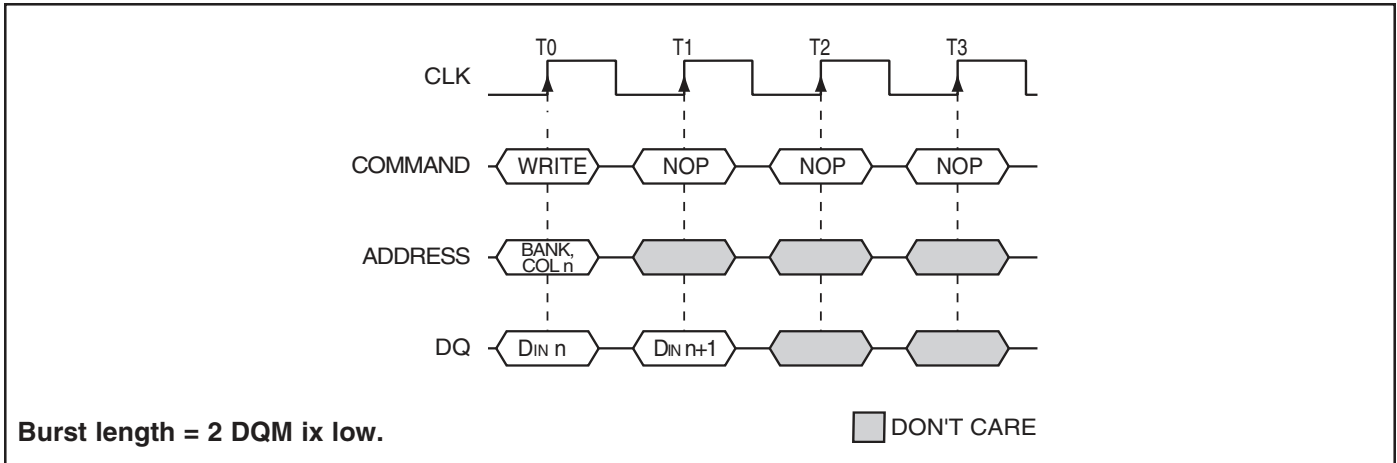 T0 T1 T2 T3
CLK
COMMAND WRITE NOP NOP NOP
ADDRESS BANK,
COL n
DQ DIN n DIN n+1
Burst length = 2 DQM ix low.
DON'T CARE